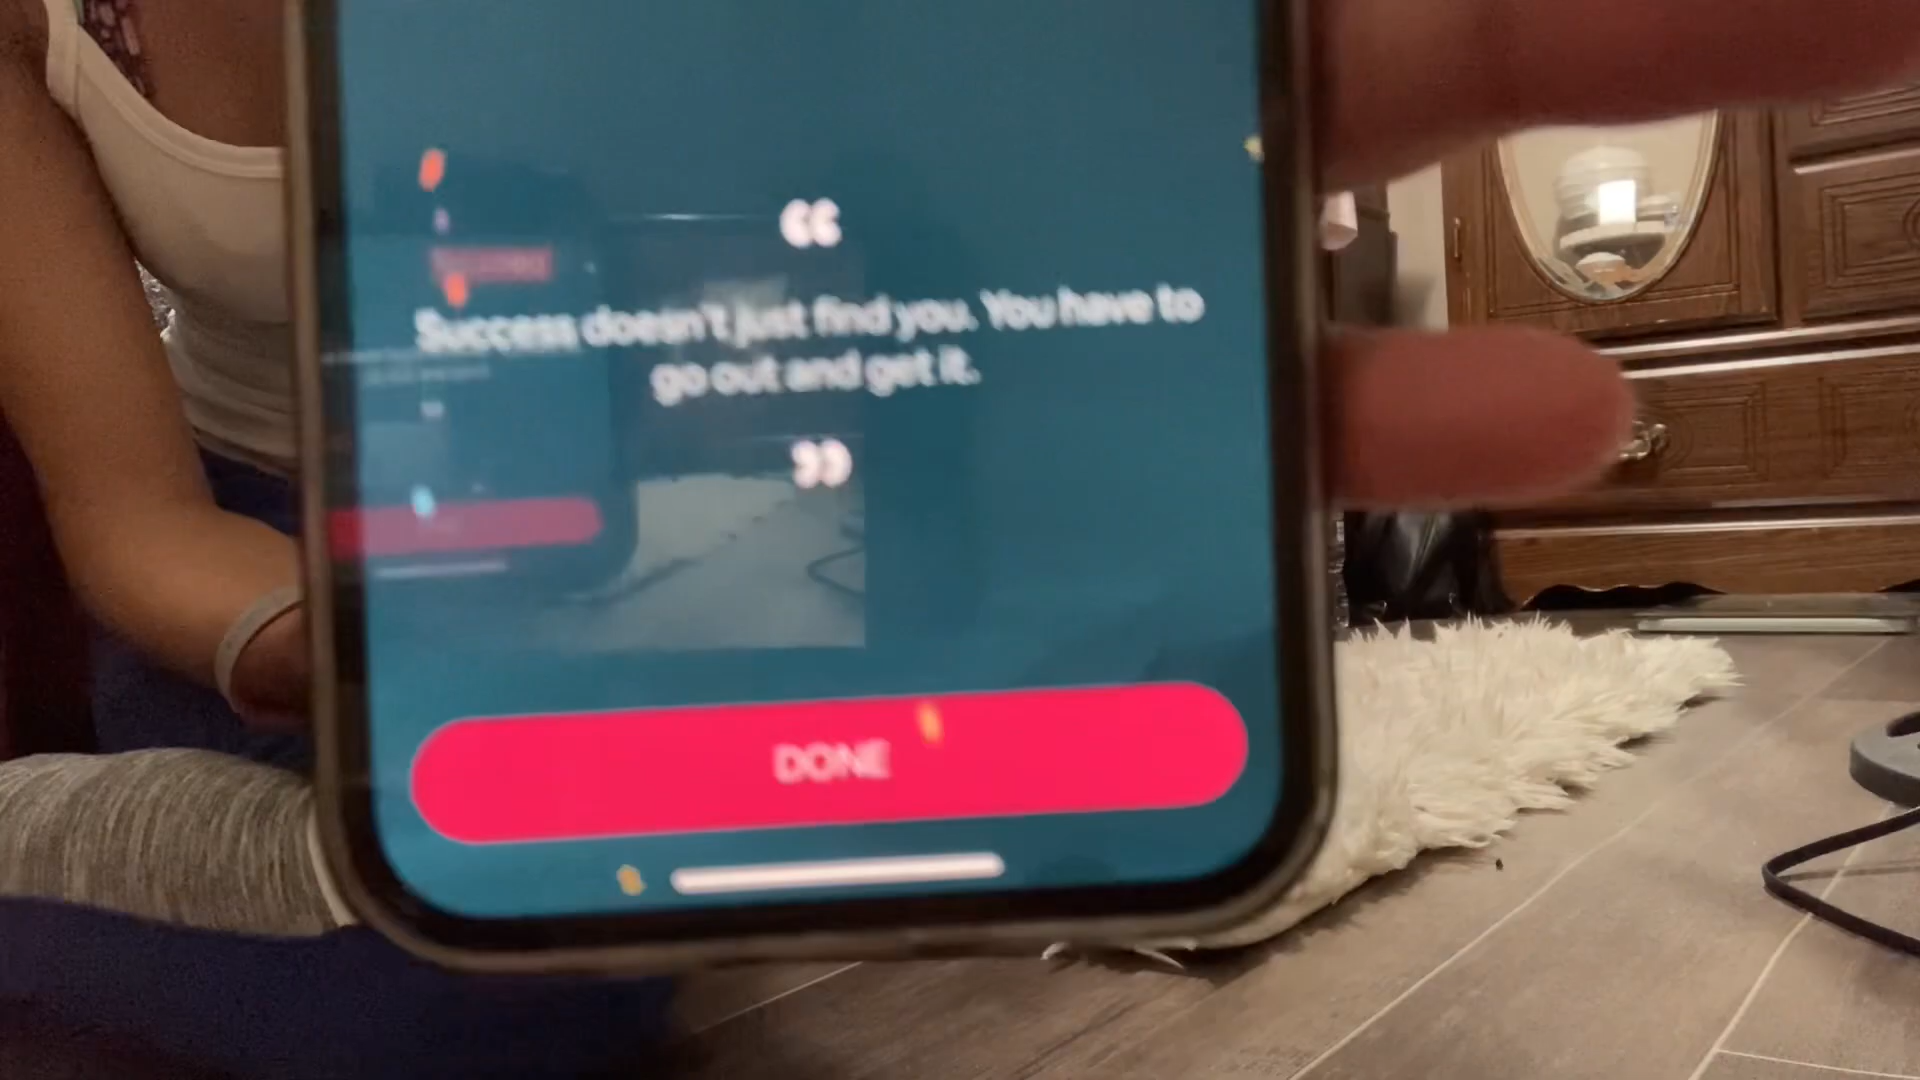 “
Success doesn't just find you. You have to
go out and get it.
”
DONE